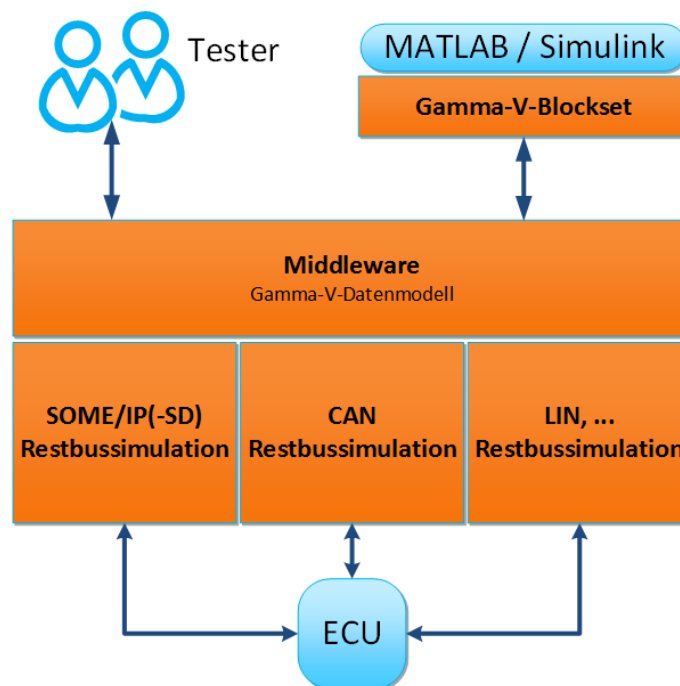 Tester
MATLAB / Simulink
Gamma-V-Blockset
Middleware
Gamma-V-Datenmodell
SOME/IP(-SD)
Restbussimulation
CAN
Restbussimulation
LIN, ...
Restbussimulation
ECU